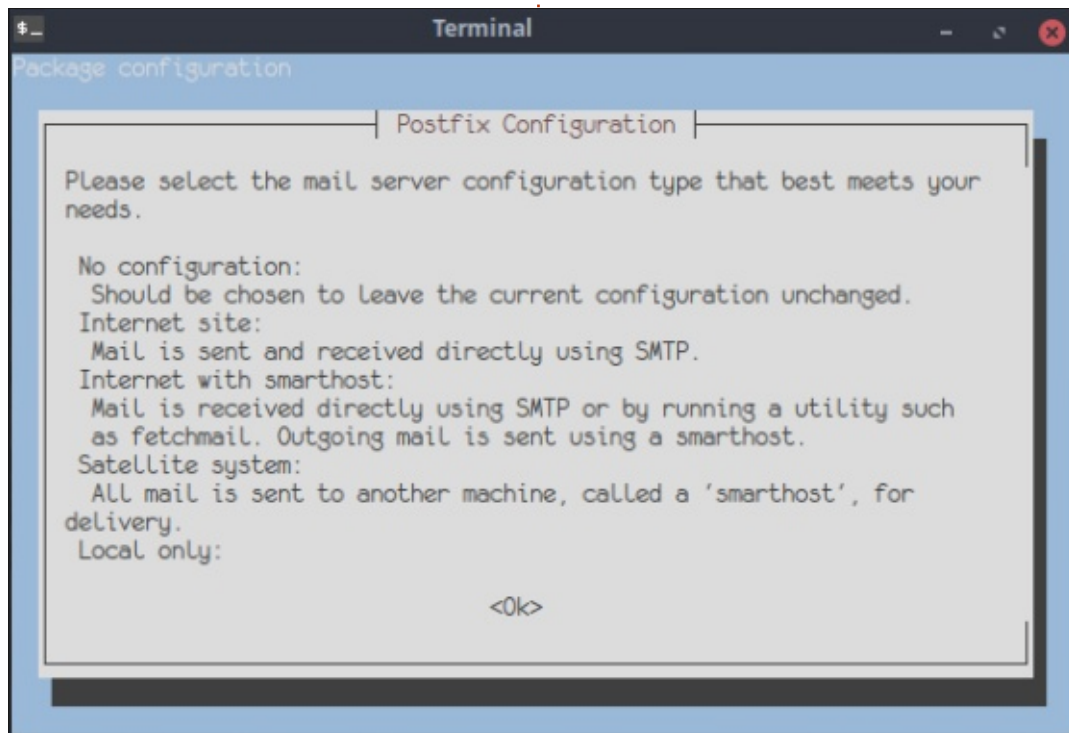 $_ Terminal
Package configuration
Postfix Configuration
Please select the mail server configuration type that best meets your
needs.
No configuration:
Should be chosen to leave the current configuration unchanged.
Internet site:
Mail is sent and received directly using SMTP.
Internet with smarthost:
Mail is received directly using SMTP or by running a utility such
as fetchmail. Outgoing mail is sent using a smarthost.
Satellite system:
All mail is sent to another machine, called a 'smarthost', for
delivery.
Local only:
<Ok>